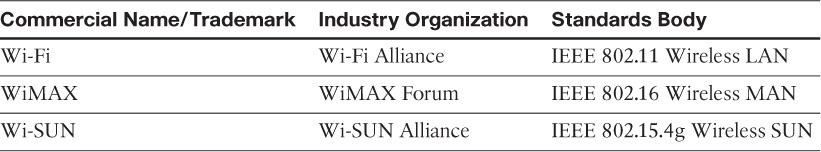 Commercial Name/Trademark Industry Organization Standards Body
Wi-Fi Wi-Fi Alliance IEEE 802.11 Wireless LAN
WiMAX WiMAX Forum IEEE 802.16 Wireless MAN
Wi-SUN Wi-SUN Alliance IEEE 802.15.4g Wireless SUN